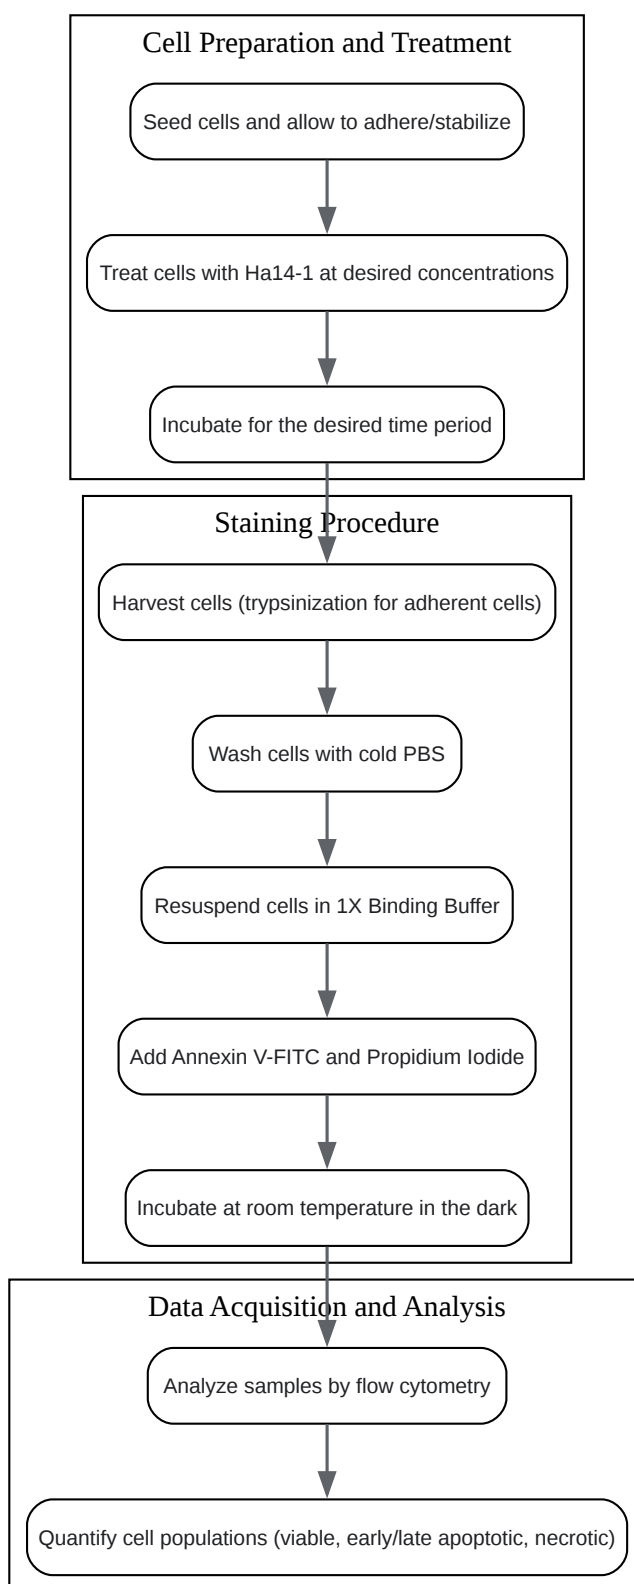 Cell Preparation and Treatment
Seed cells and allow to adhere/stabilize
Treat cells with Ha14-1 at desired concentrations
Incubate for the desired time period
Staining Procedure
Harvest cells (trypsinization for adherent cells)
Wash cells with cold PBS
Resuspend cells in 1X Binding Buffer
Add Annexin V-FITC and Propidium Iodide
Incubate at room temperature in the dark
Data Acquisition and Analysis
Analyze samples by flow cytometry
Quantify cell populations (viable, early/late apoptotic, necrotic)